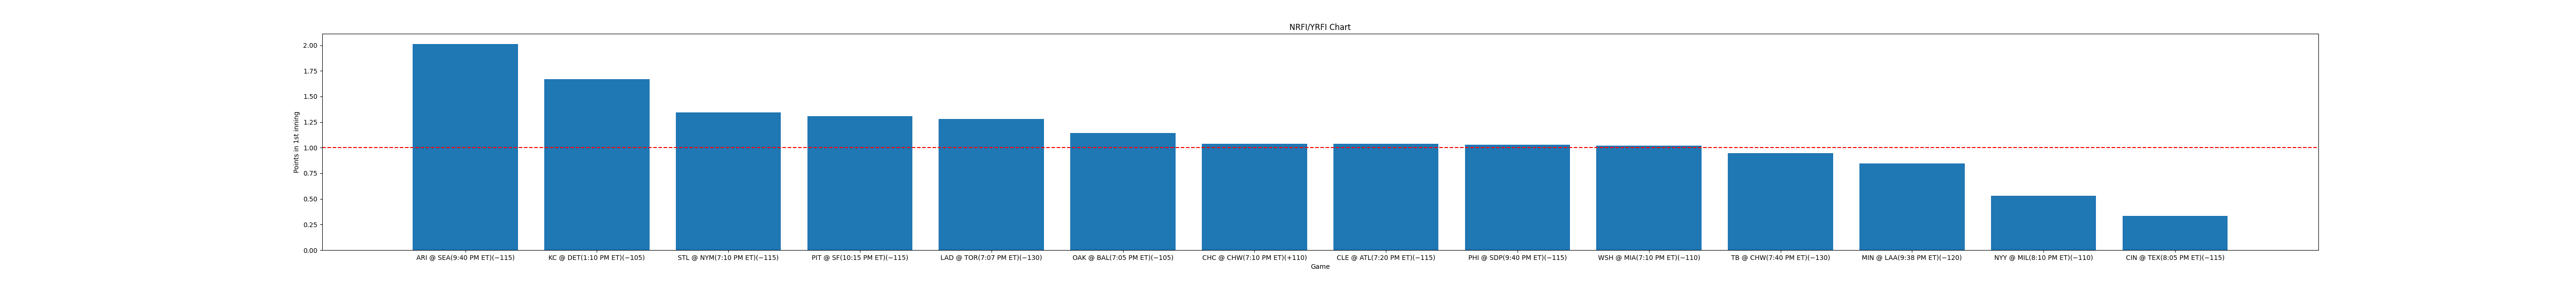 NRFI/YRFI Chart
2.00
1.75
1.50
1.25
1.00
0.75
0.50
0.25
0.00
Points in 1st inning
ARI @ SEA(9:40 PM ET)(−115) KC @ DET(1:10 PM ET)(−105) STL @ NYM(7:10 PM ET)(−115) PIT @ SF(10:15 PM ET)(−115) LAD @ TOR(7:07 PM ET)(−130) OAK @ BAL(7:05 PM ET)(−105) CHC @ CHW(7:10 PM ET)(+110) CLE @ ATL(7:20 PM ET)(−115) PHI @ SDP(9:40 PM ET)(−115) WSH @ MIA(7:10 PM ET)(−110) TB @ CHW(7:40 PM ET)(−130) MIN @ LAA(9:38 PM ET)(−120) NYY @ MIL(8:10 PM ET)(−110) CIN @ TEX(8:05 PM ET)(−115)
Game